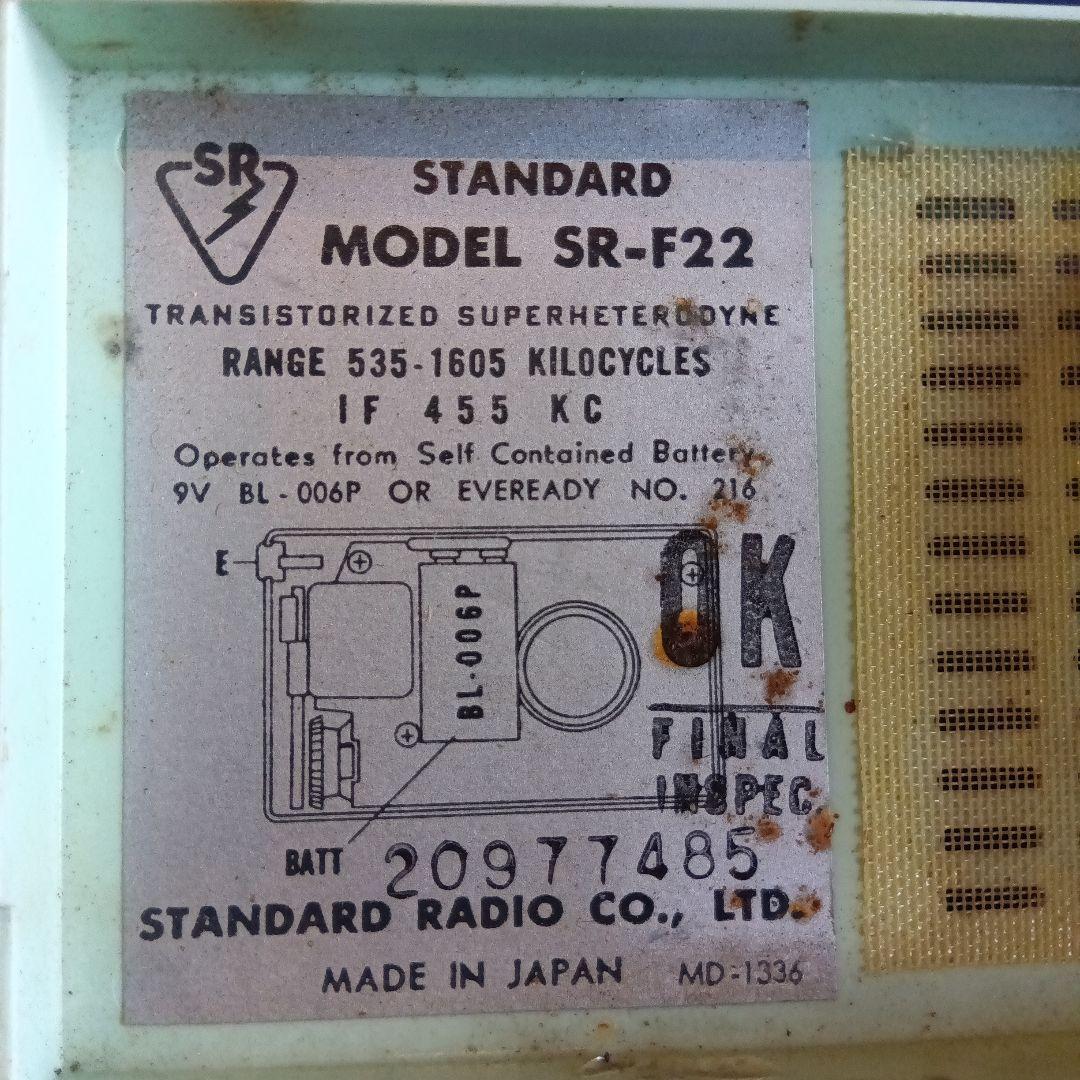 SR
STANDARD
MODEL SR-F22
TRANSISTORIZED SUPERHETERODYNE
RANGE 535-1605 KILOCYCLES
IF 455 KC
Operates from Self Contained Battery
9V BL-006P OR EVEREADY NO. 216
E
BL-006P
OK
FINAL
INSPEC.
BATT
20977485
STANDARD RADIO CO., LTD.
MADE IN JAPAN MD-1336